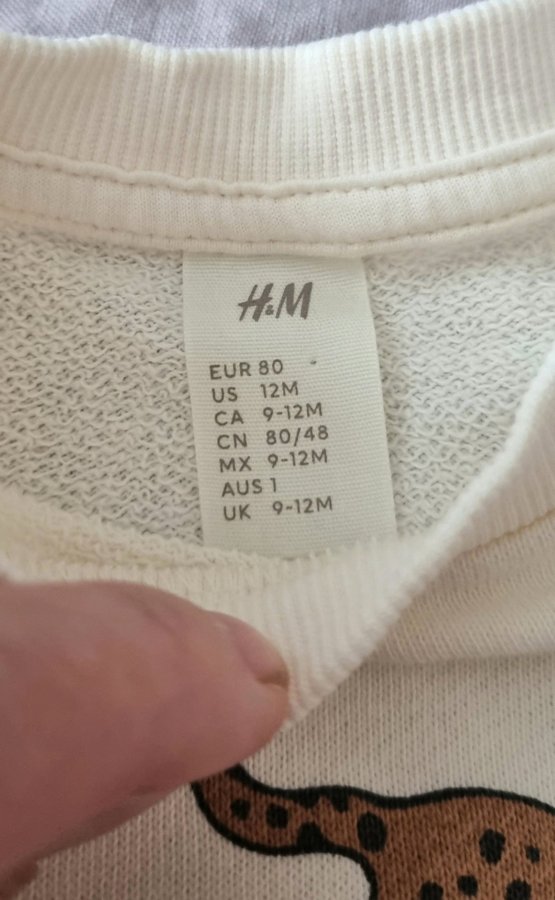 H&M
EUR 80
US 12M
CA 9-12M
CN 80/48
MX 9-12M
AUS 1
UK 9-12M